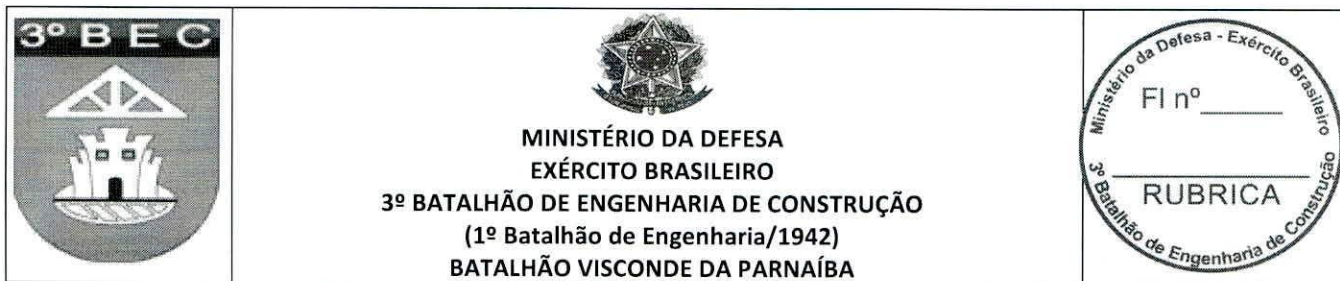 3º B E C
MINISTÉRIO DA DEFESA
EXÉRCITO BRASILEIRO
3º BATALHÃO DE ENGENHARIA DE CONSTRUÇÃO
(1º Batalhão de Engenharia/1942)
BATALHÃO VISCONDE DA PARNAÍBA
Ministério da Defesa - Exército Brasileiro
Fl nº______
RUBRICA
3º Batalhão de Engenharia de Construção